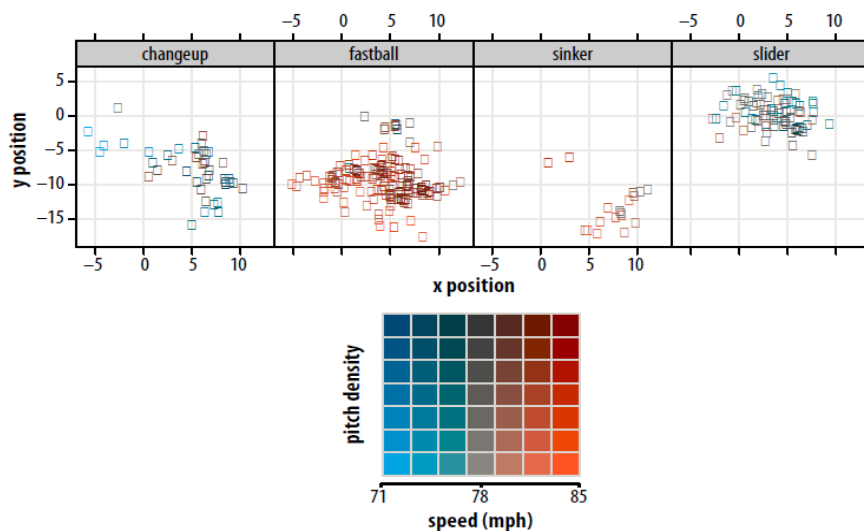 −5 0 5 10 −5 0 5 10
changeup fastball sinker slider
5
0
−5
−10
−15
y position
−5 0 5 10 −5 0 5 10
x position
pitch density
71 78 85
speed (mph)